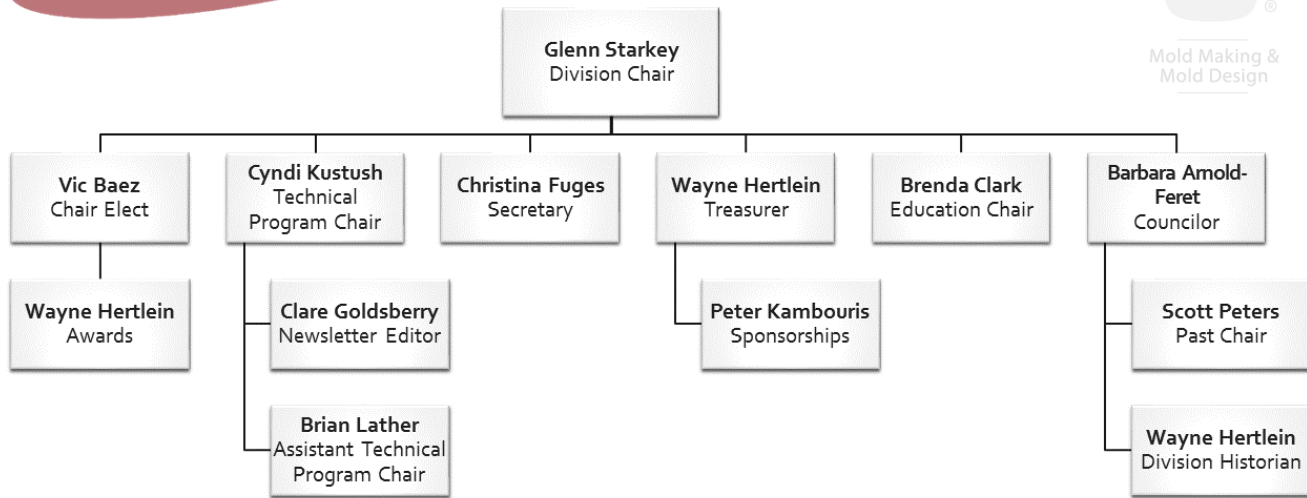 Glenn Starkey
Division Chair
®
Mold Making &
Mold Design
Vic Baez
Chair Elect
Cyndi Kustush
Technical
Program Chair
Christina Fuges
Secretary
Wayne Hertlein
Treasurer
Brenda Clark
Education Chair
Barbara Arnold-
Feret
Councilor
Wayne Hertlein
Awards
Clare Goldsberry
Newsletter Editor
Peter Kambouris
Sponsorships
Scott Peters
Past Chair
Brian Lather
Assistant Technical
Program Chair
Wayne Hertlein
Division Historian